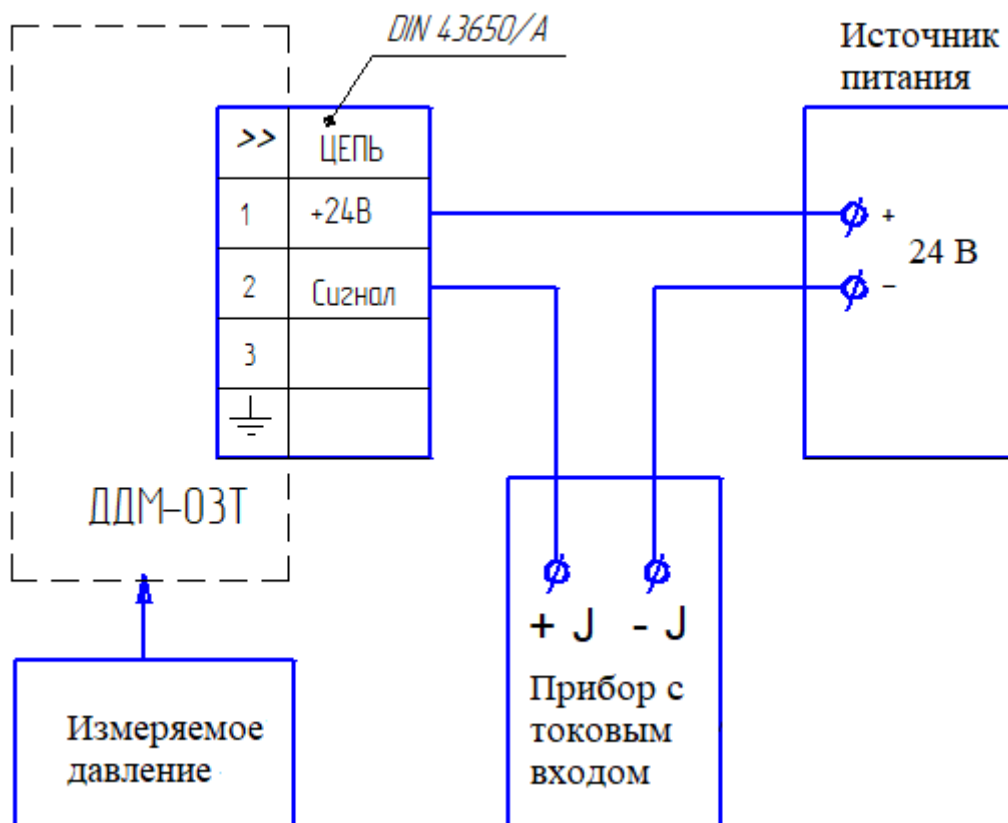 DIN 43650/А
Источник
питания
>> ЦЕПЬ
1 +24В
+
24 В
2 Сигнал
−
3
ДДМ-03Т
+ J - J
Прибор с
токовым
входом
Измеряемое
давление